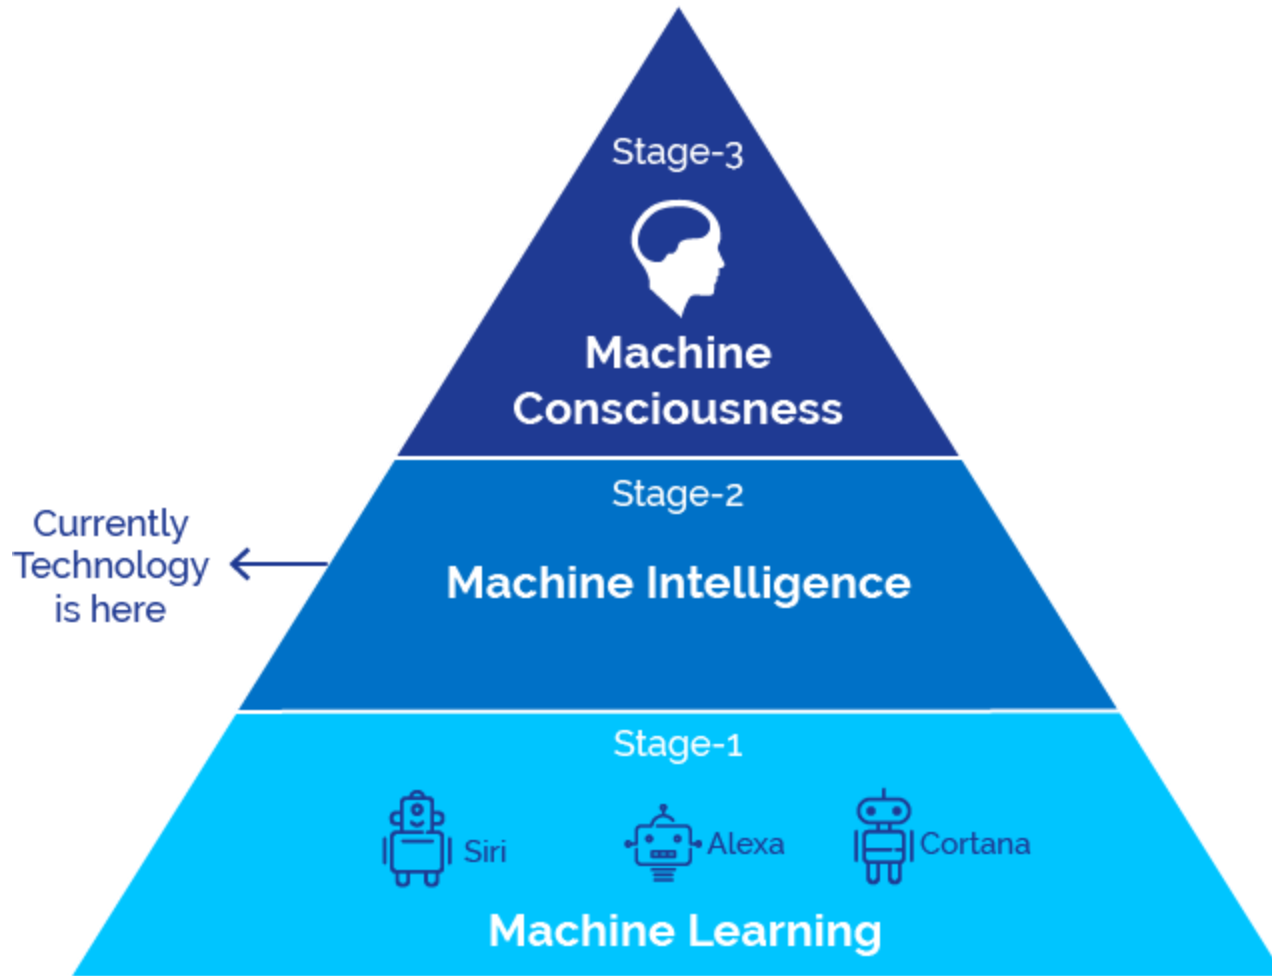 Stage-3
Machine
Consciousness
Stage-2
Currently
Technology
is here
Machine Intelligence
Stage-1
Siri
Alexa
Cortana
Machine Learning